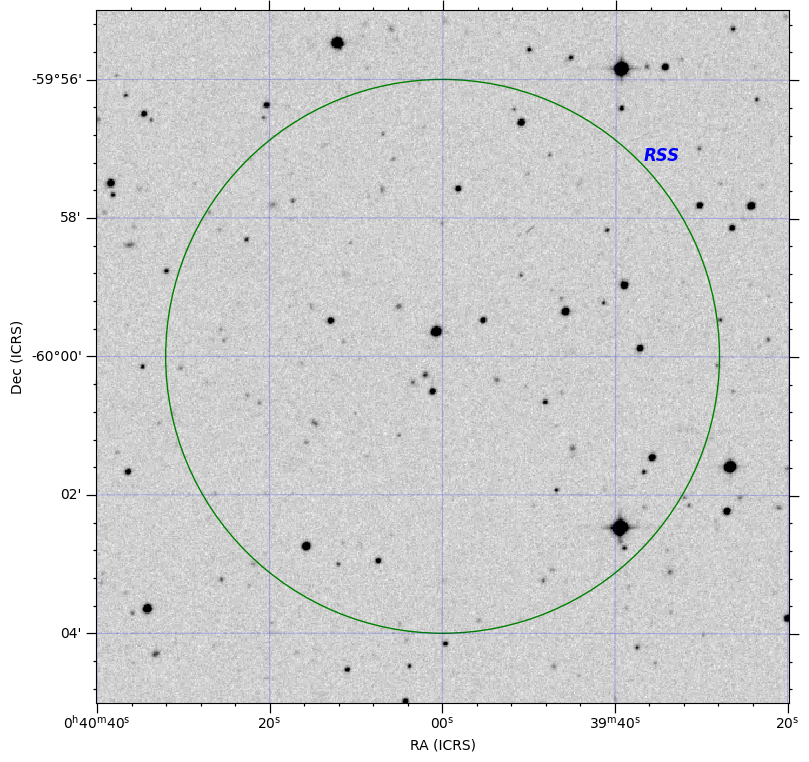 -59°56'
RSS
58'
Dec (ICRS)
-60°00'
02'
04'
0ʰ40ᵐ40ˢ 20ˢ 00ˢ 39ᵐ40ˢ 20ˢ
RA (ICRS)